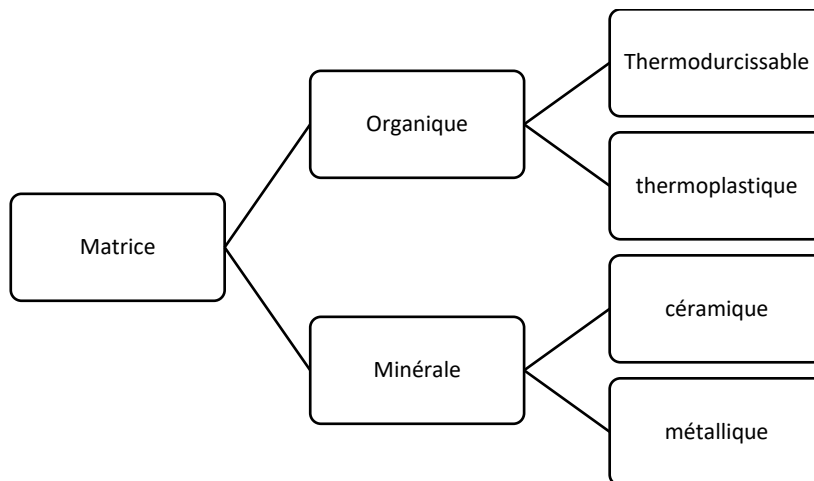 Matrice
Organique
Thermodurcissable
thermoplastique
Minérale
céramique
métallique